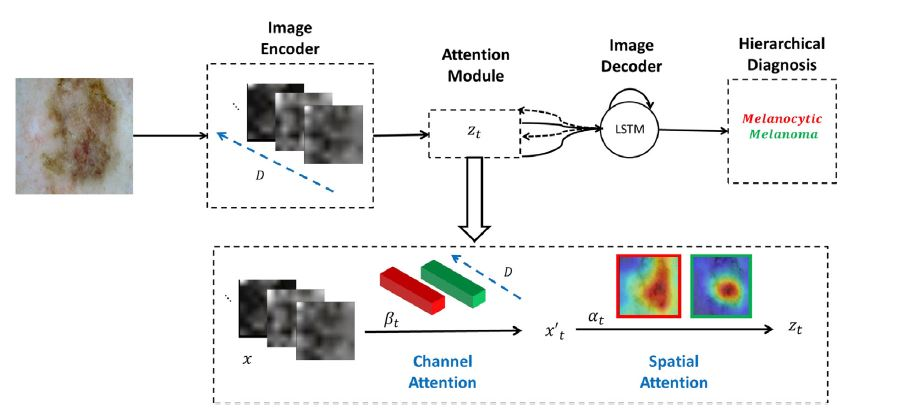 Image
Encoder
Attention
Module
Image
Decoder
Hierarchical
Diagnosis
D
z_t
LSTM
Melanocytic
Melanoma
x
β_t
D
Channel
Attention
x'_t
α_t
Spatial
Attention
z_t